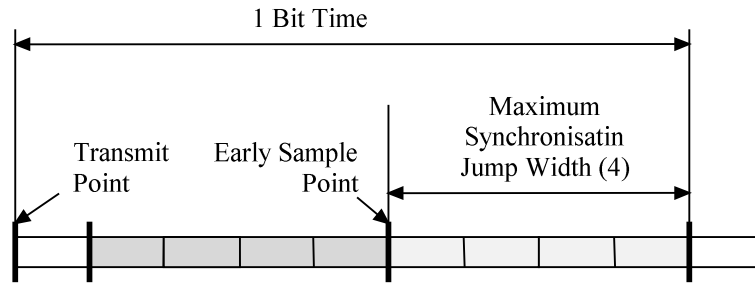 1 Bit Time
Maximum
Synchronisatin
Jump Width (4)
Transmit
Point
Early Sample
Point